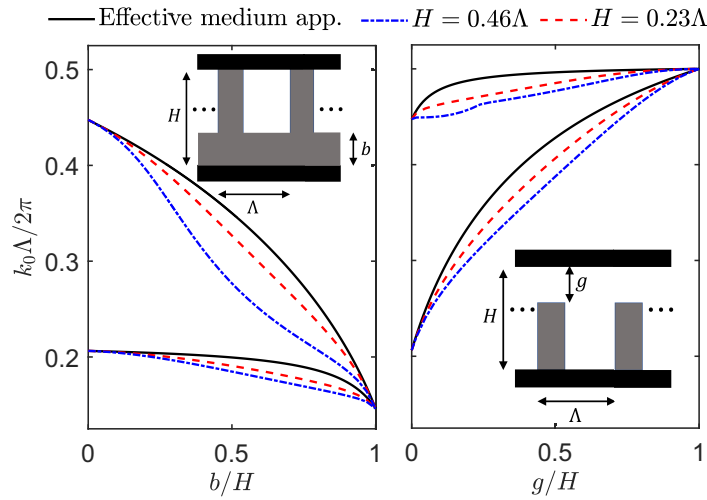 Effective medium app. H = 0.46Λ H = 0.23Λ
k₀Λ/2π
0.5
0.4
0.3
0.2
H
b
Λ
0 0.5 1
b/H
g
H
Λ
0 0.5 1
g/H